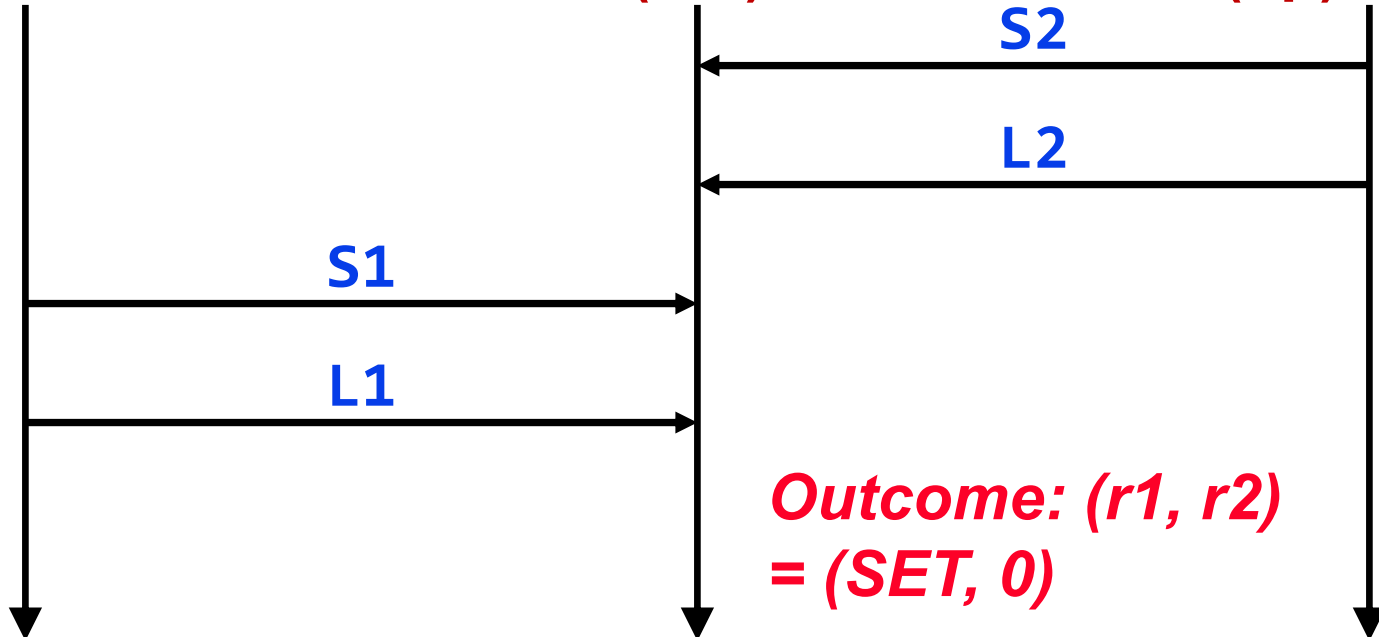 S2
L2
S1
L1
Outcome: (r1, r2)
= (SET, 0)